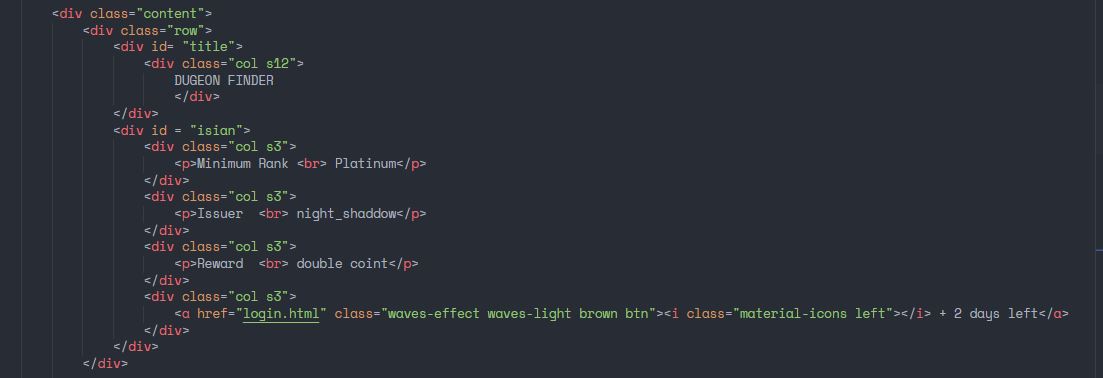 <div class="content">
<div class="row">
<div id= "title">
<div class="col s12">
DUGEON FINDER
</div>
</div>
<div id = "isian">
<div class="col s3">
<p>Minimum Rank <br> Platinum</p>
</div>
<div class="col s3">
<p>Issuer  <br> night_shaddow</p>
</div>
<div class="col s3">
<p>Reward  <br> double coint</p>
</div>
<div class="col s3">
<a href="login.html" class="waves-effect waves-light brown btn"><i class="material-icons left"></i> + 2 days left</a>
</div>
</div>
</div>